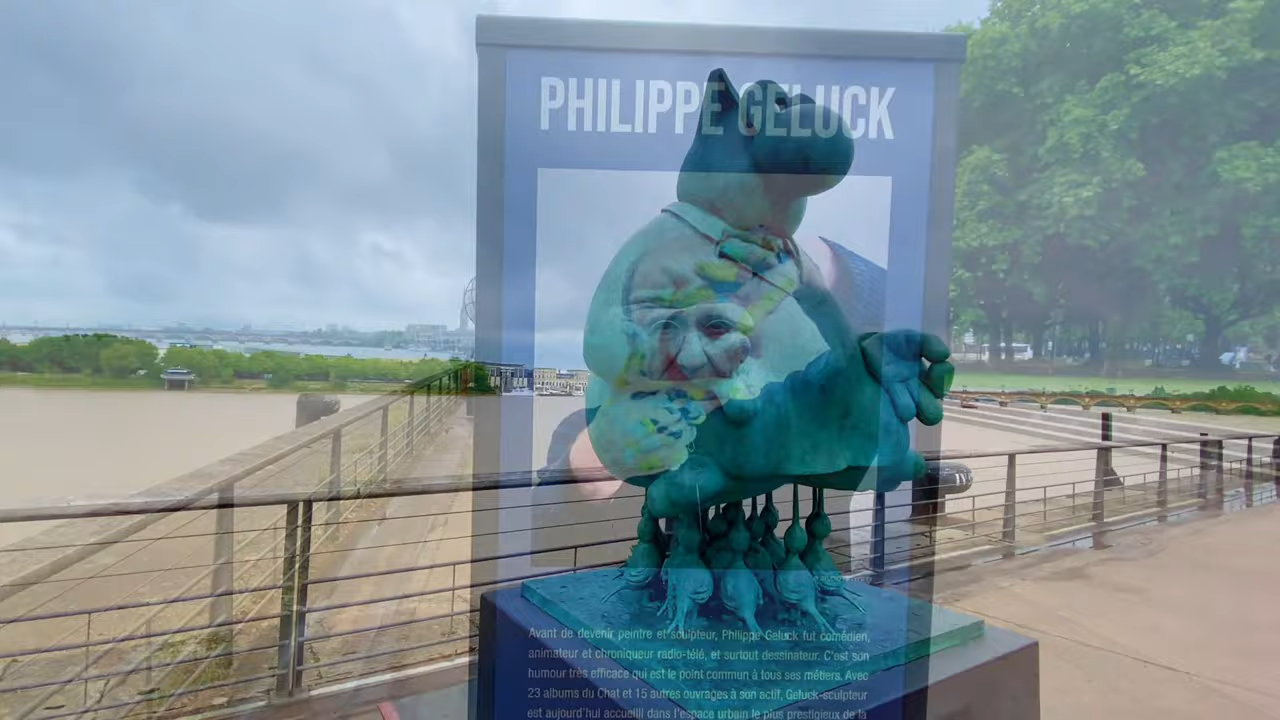 PHILIPPE GELUCK
Avant de devenir peintre et sculpteur, Philippe Geluck fut comédien,
animateur et chroniqueur radio-télé, et surtout dessinateur. C'est son
humour très efficace qui est le point commun à tous ses métiers. Avec
23 albums du Chat et 15 autres ouvrages à son actif, Geluck-sculpteur
est aujourd'hui accueilli dans l'espace urbain le plus prestigieux de la